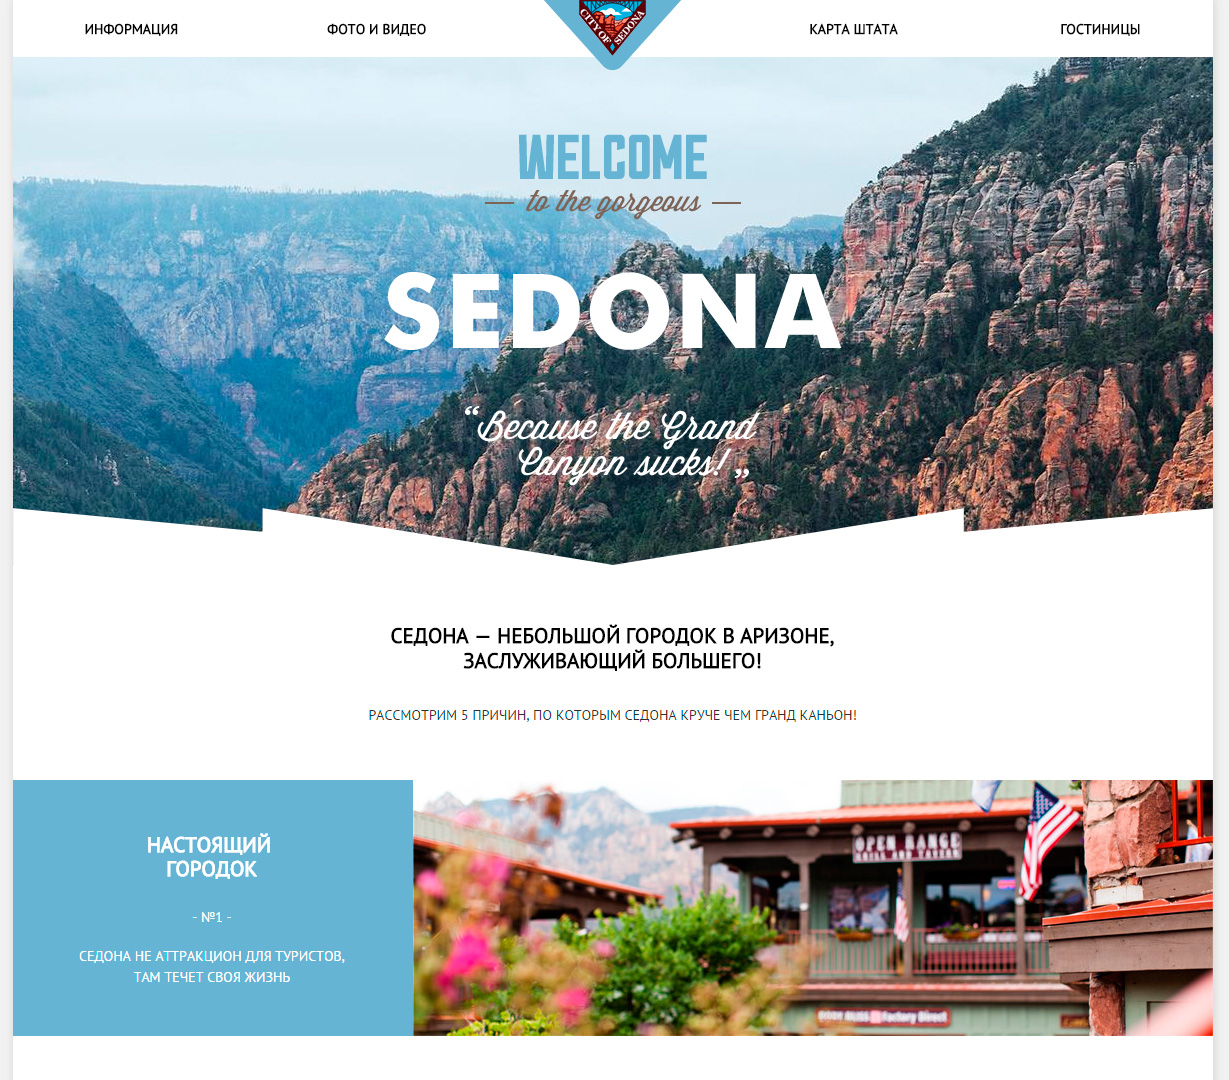 ИНФОРМАЦИЯ
ФОТО И ВИДЕО
CITY OF SEDONA
КАРТА ШТАТА
ГОСТИНИЦЫ
WELCOME
— to the gorgeous —
SEDONA
“Because the Grand
Canyon sucks!„
СЕДОНА — НЕБОЛЬШОЙ ГОРОДОК В АРИЗОНЕ,
ЗАСЛУЖИВАЮЩИЙ БОЛЬШЕГО!
РАССМОТРИМ 5 ПРИЧИН, ПО КОТОРЫМ СЕДОНА КРУЧЕ ЧЕМ ГРАНД КАНЬОН!
НАСТОЯЩИЙ
ГОРОДОК
- №1 -
СЕДОНА НЕ АТТРАКЦИОН ДЛЯ ТУРИСТОВ,
ТАМ ТЕЧЕТ СВОЯ ЖИЗНЬ
OPEN RANGE
GRILL AND TAVERN
Factory Direct